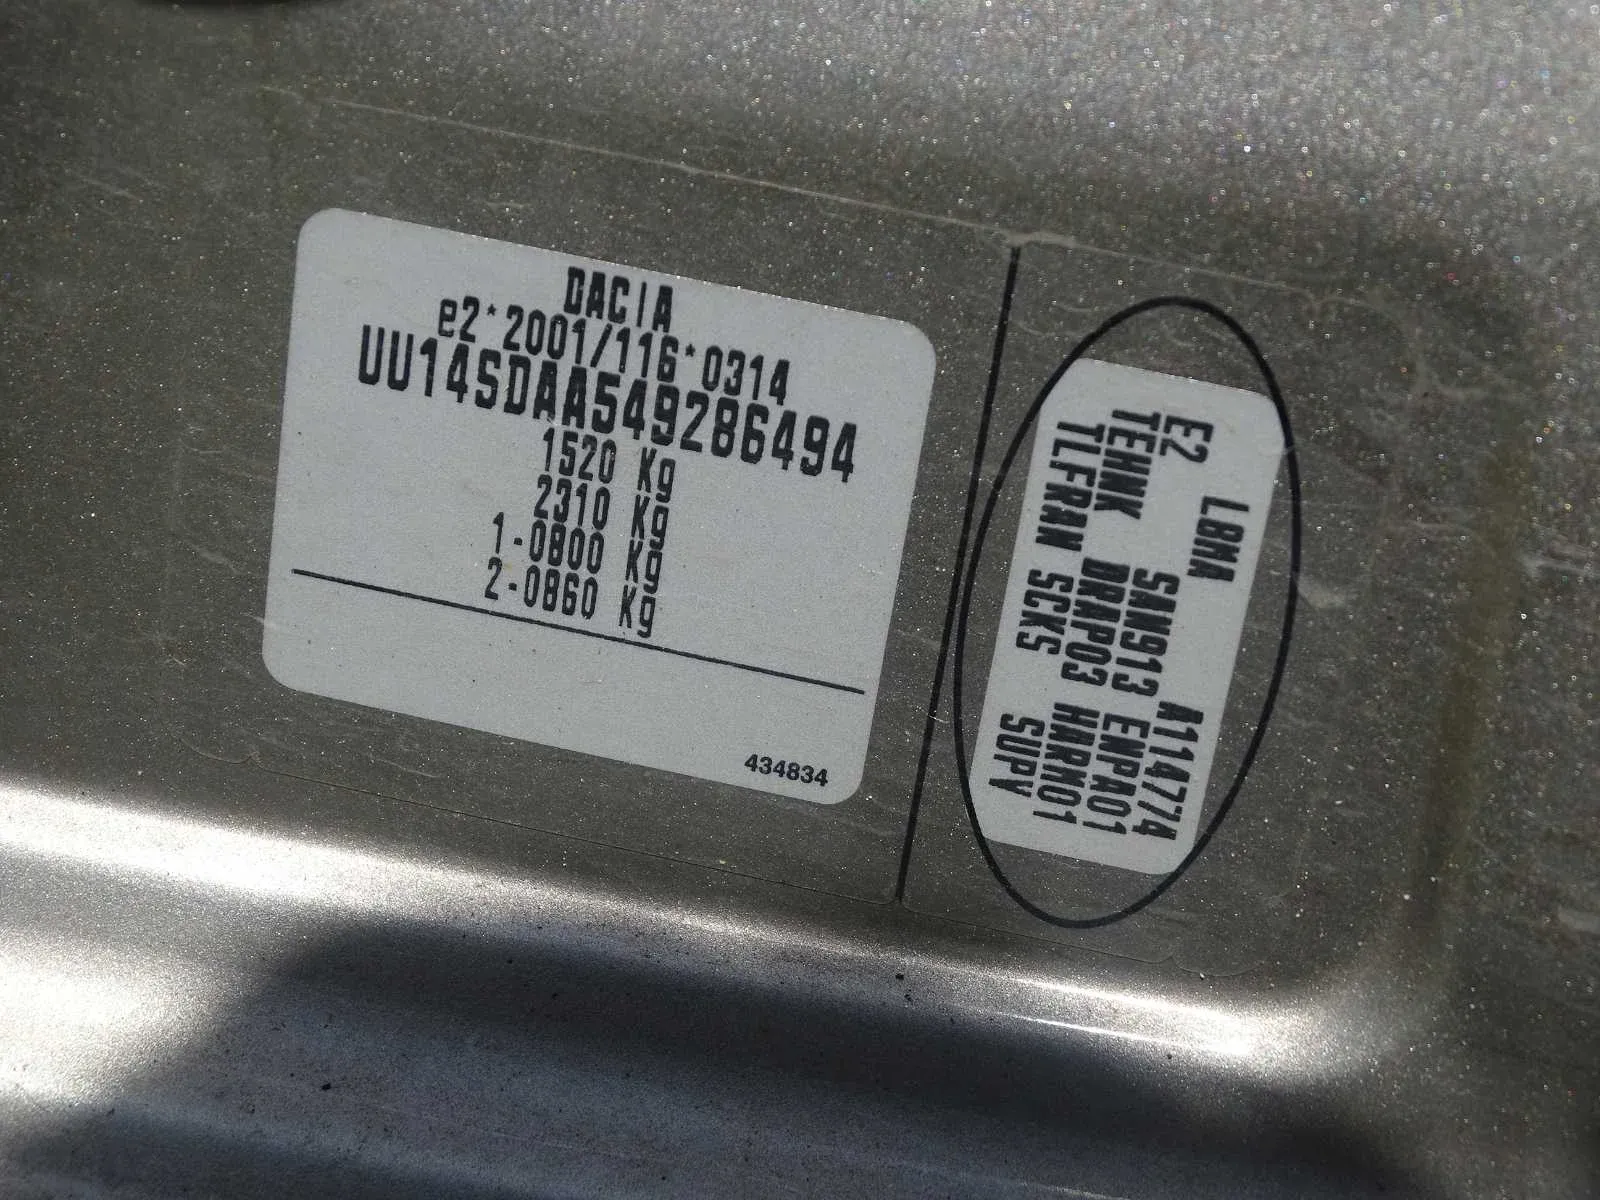 DACIA
e2*2001/116*0314
UU14SDAA549286494
1520 Kg
2310 Kg
1-0800 Kg
2-0860 Kg
434834
L8MA
E2 SAN913 A114774
TEHNK DRAP03 ENPA01
TLFRAN SCKS HARM01
SUPV